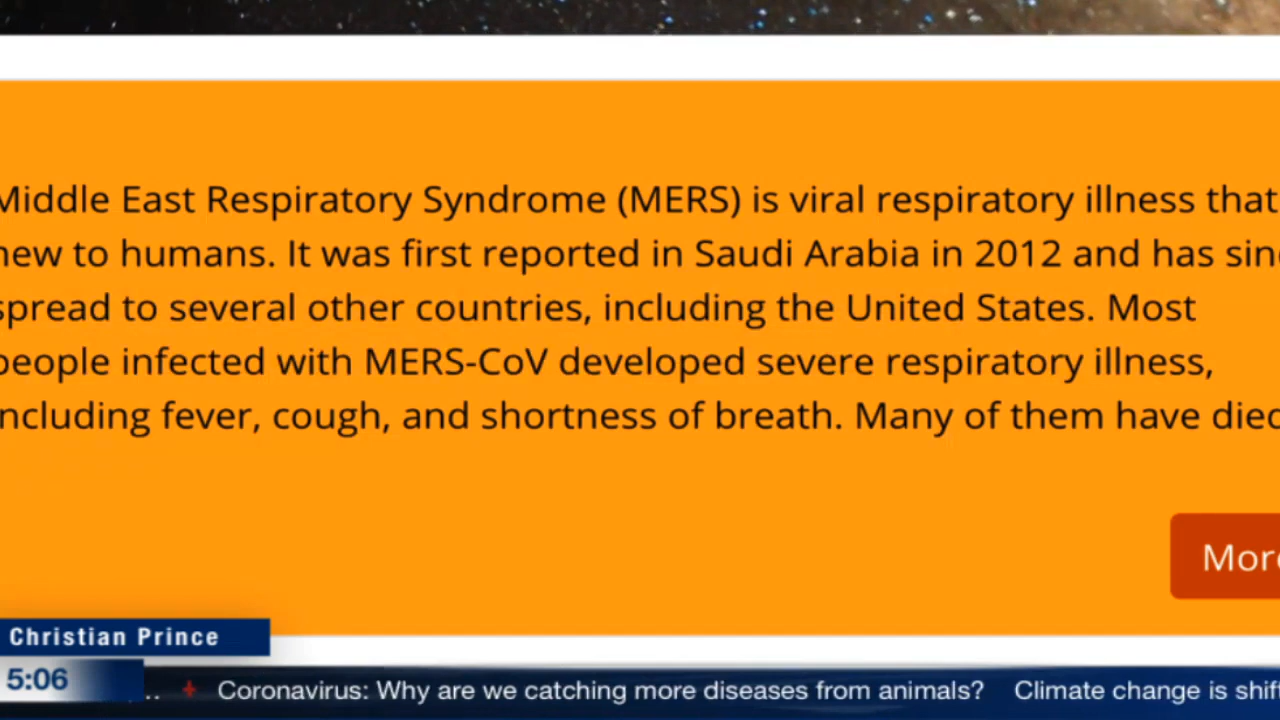 Middle East Respiratory Syndrome (MERS) is viral respiratory illness that
new to humans. It was first reported in Saudi Arabia in 2012 and has sinc
spread to several other countries, including the United States. Most
people infected with MERS-CoV developed severe respiratory illness,
including fever, cough, and shortness of breath. Many of them have died
More
Christian Prince
5:06
.. Coronavirus: Why are we catching more diseases from animals? Climate change is shif